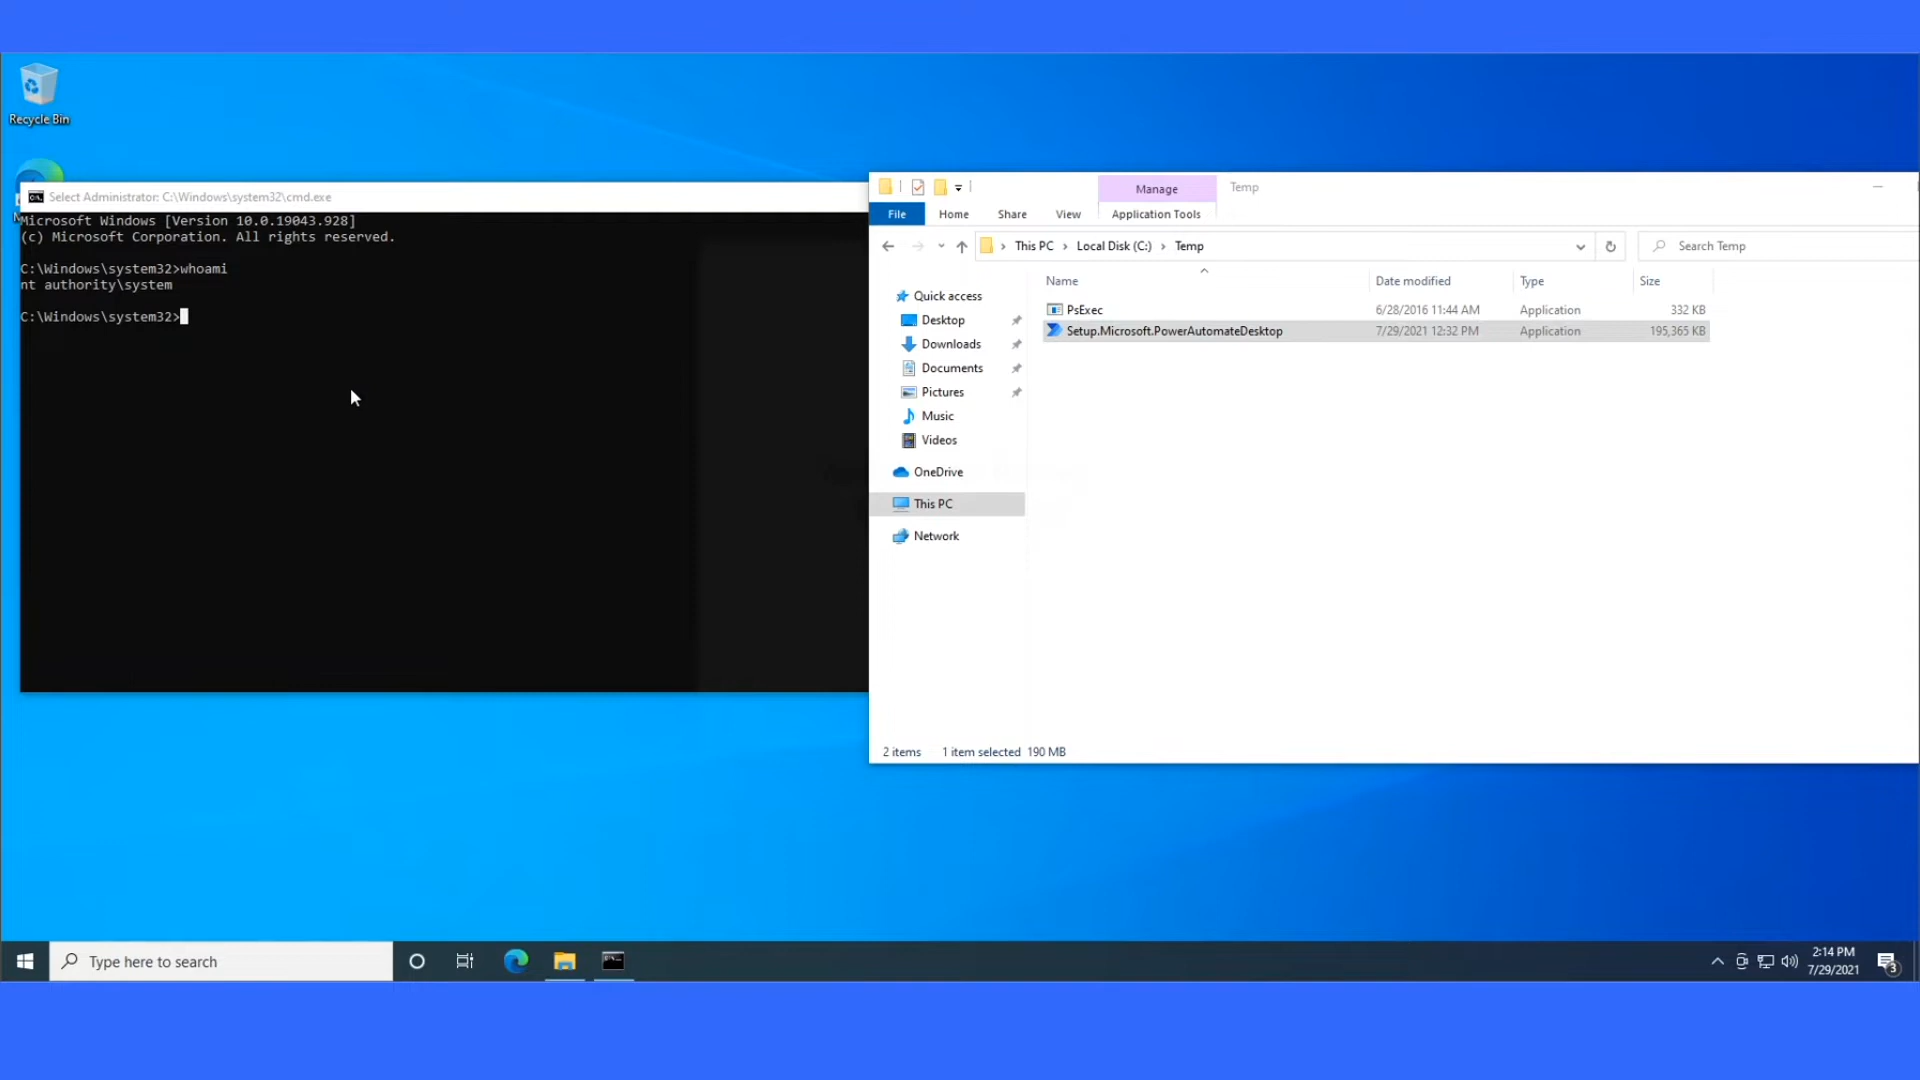 Recycle Bin
Select Administrator: C:\Windows\system32\cmd.exe
Microsoft Windows [Version 10.0.19043.928]
(c) Microsoft Corporation. All rights reserved.
C:\Windows\system32>whoami
nt authority\system
C:\Windows\system32>
Manage
Temp
File
Home
Share
View
Application Tools
This PC > Local Disk (C:) > Temp
Search Temp
Name
Date modified
Type
Size
PsExec 6/28/2016 11:44 AM Application 332 KB
Setup.Microsoft.PowerAutomateDesktop 7/29/2021 12:32 PM Application 195,365 KB
Quick access
Desktop
Downloads
Documents
Pictures
Music
Videos
OneDrive
This PC
Network
2 items 1 item selected 190 MB
Type here to search
2:14 PM
7/29/2021
3